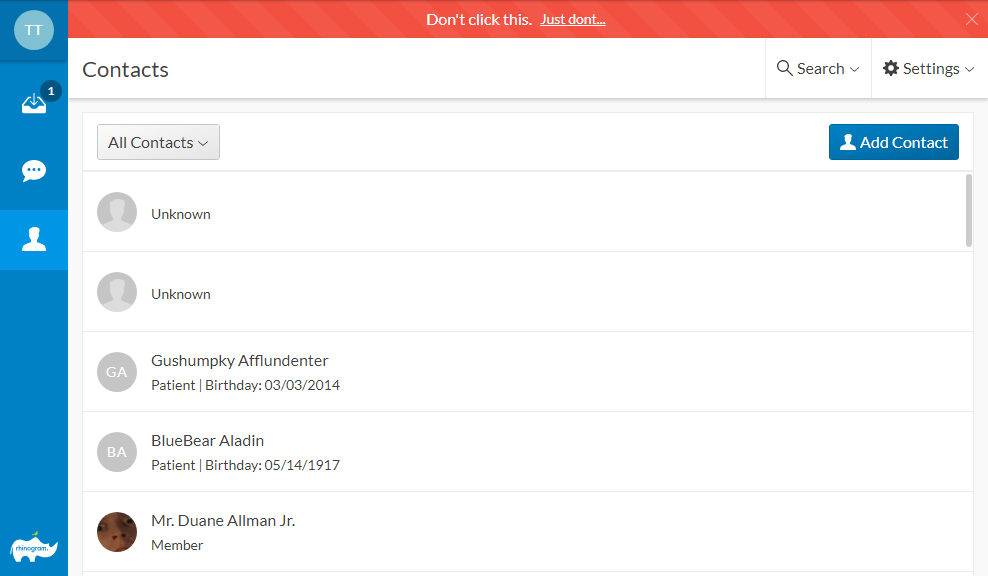 TT
Don't click this. Just dont...
1
Contacts
Search
Settings
All Contacts
Add Contact
Unknown
Unknown
GA
Gushumpky Afflundenter
Patient | Birthday: 03/03/2014
BA
BlueBear Aladin
Patient | Birthday: 05/14/1917
Mr. Duane Allman Jr.
Member
rhinogram